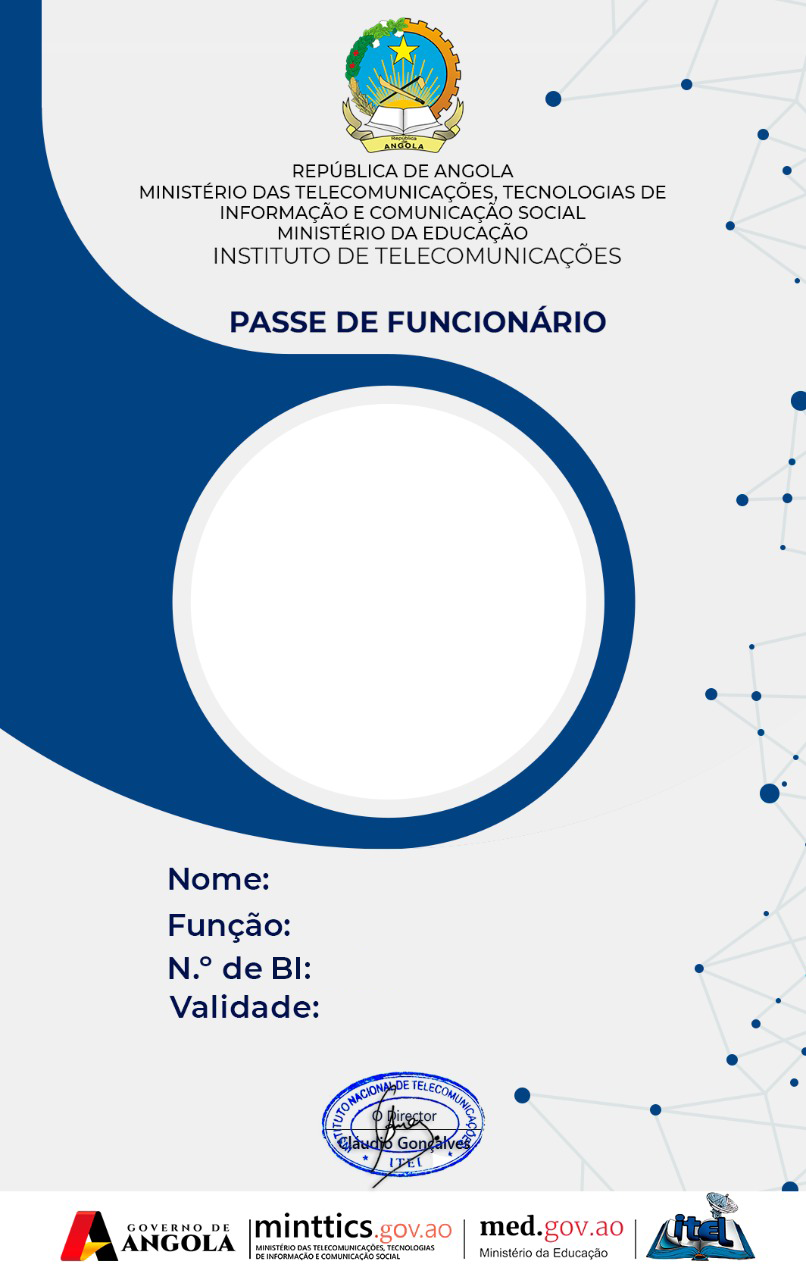 República
de
ANGOLA
REPÚBLICA DE ANGOLA
MINISTÉRIO DAS TELECOMUNICAÇÕES, TECNOLOGIAS DE
INFORMAÇÃO E COMUNICAÇÃO SOCIAL
MINISTÉRIO DA EDUCAÇÃO
INSTITUTO DE TELECOMUNICAÇÕES
PASSE DE FUNCIONÁRIO
Nome:
Função:
N.º de BI:
Validade:
INSTITUTO NACIONAL DE TELECOMUNICAÇÕES
O Director
Cláudio Gonçalves
* ITEL *
GOVERNO DE
ANGOLA
minttics.gov.ao
MINISTÉRIO DAS TELECOMUNICAÇÕES, TECNOLOGIAS
DE INFORMAÇÃO E COMUNICAÇÃO SOCIAL
med.gov.ao
Ministério da Educação
itel